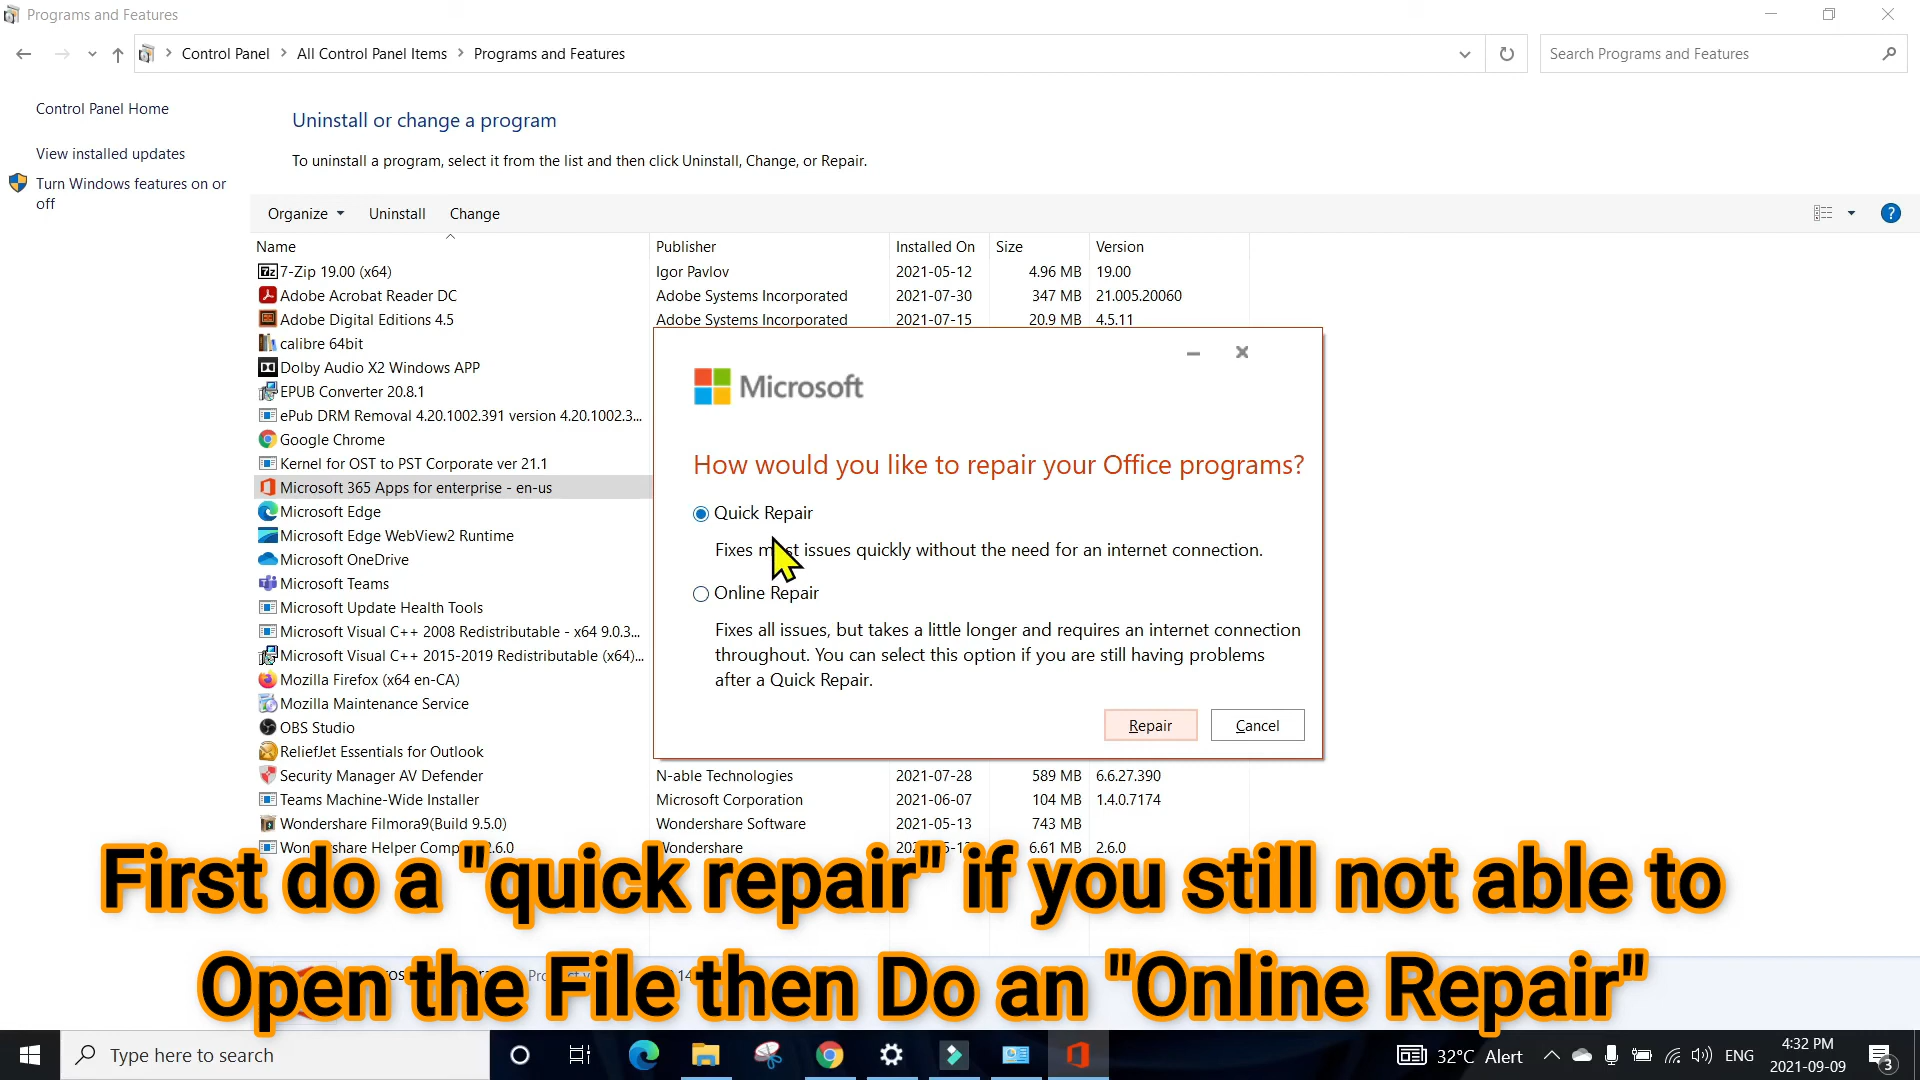 Programs and Features
Control Panel > All Control Panel Items > Programs and Features
Search Programs and Features
Control Panel Home
View installed updates
Turn Windows features on or
off
Uninstall or change a program
To uninstall a program, select it from the list and then click Uninstall, Change, or Repair.
Organize Uninstall Change
Name Publisher Installed On Size Version
7-Zip 19.00 (x64) Igor Pavlov 2021-05-12 4.96 MB 19.00
Adobe Acrobat Reader DC Adobe Systems Incorporated 2021-07-30 347 MB 21.005.20060
Adobe Digital Editions 4.5 Adobe Systems Incorporated 2021-07-15 20.9 MB 4.5.11
calibre 64bit
Dolby Audio X2 Windows APP
EPUB Converter 20.8.1
ePub DRM Removal 4.20.1002.391 version 4.20.1002.3...
Google Chrome
Kernel for OST to PST Corporate ver 21.1
Microsoft 365 Apps for enterprise - en-us
Microsoft Edge
Microsoft Edge WebView2 Runtime
Microsoft OneDrive
Microsoft Teams
Microsoft Update Health Tools
Microsoft Visual C++ 2008 Redistributable - x64 9.0.3...
Microsoft Visual C++ 2015-2019 Redistributable (x64)...
Mozilla Firefox (x64 en-CA)
Mozilla Maintenance Service
OBS Studio
ReliefJet Essentials for Outlook
Microsoft
How would you like to repair your Office programs?
Quick Repair
Fixes most issues quickly without the need for an internet connection.
Online Repair
Fixes all issues, but takes a little longer and requires an internet connection
throughout. You can select this option if you are still having problems
after a Quick Repair.
Repair Cancel
Security Manager AV Defender N-able Technologies 2021-07-28 589 MB 6.6.27.390
Teams Machine-Wide Installer Microsoft Corporation 2021-06-07 104 MB 1.4.0.7174
Wondershare Filmora9(Build 9.5.0) Wondershare Software 2021-05-13 743 MB
Wondershare Helper 2.6.0 Wondershare 6.61 MB 2.6.0
First do a "quick repair" if you still not able to
Open the File then Do an "Online Repair"
Type here to search
32°C Alert
ENG
4:32 PM
2021-09-09
3